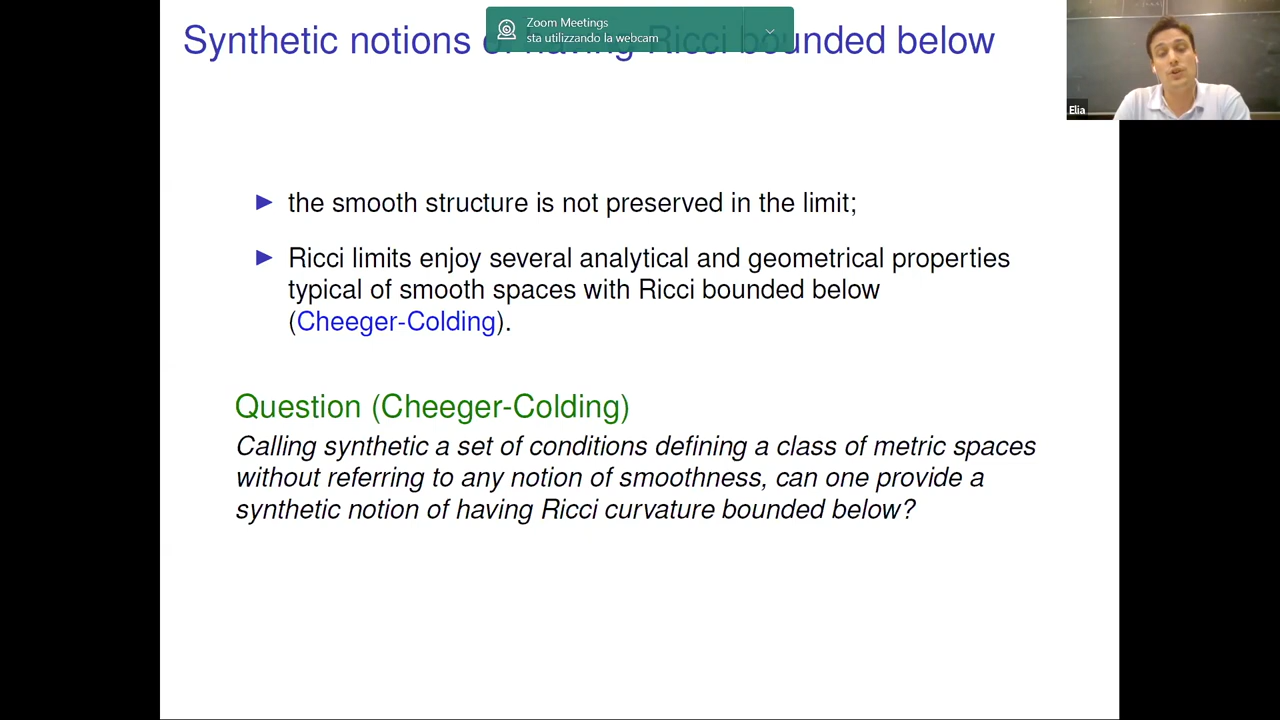 Zoom Meetings
sta utilizzando la webcam
Synthetic notions Ricci bounded below
Elia
the smooth structure is not preserved in the limit;
Ricci limits enjoy several analytical and geometrical properties
typical of smooth spaces with Ricci bounded below
(Cheeger-Colding).
Question (Cheeger-Colding)
Calling synthetic a set of conditions defining a class of metric spaces
without referring to any notion of smoothness, can one provide a
synthetic notion of having Ricci curvature bounded below?